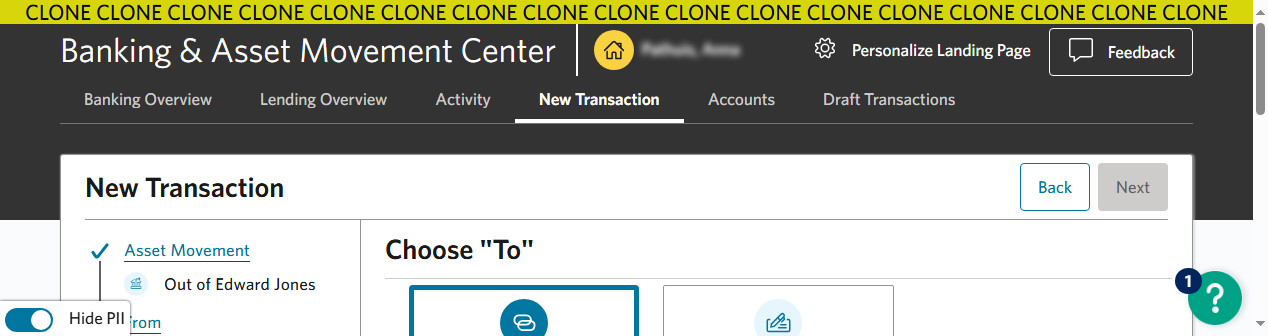 CLONE CLONE CLONE CLONE CLONE CLONE CLONE CLONE CLONE CLONE CLONE CLONE CLONE CLONE CLONE CLONE CLONE
Banking & Asset Movement Center
Personalize Landing Page
Feedback
Banking Overview
Lending Overview
Activity
New Transaction
Accounts
Draft Transactions
New Transaction
Back
Next
Asset Movement
Out of Edward Jones
Choose "To"
1
?
Hide PII
From